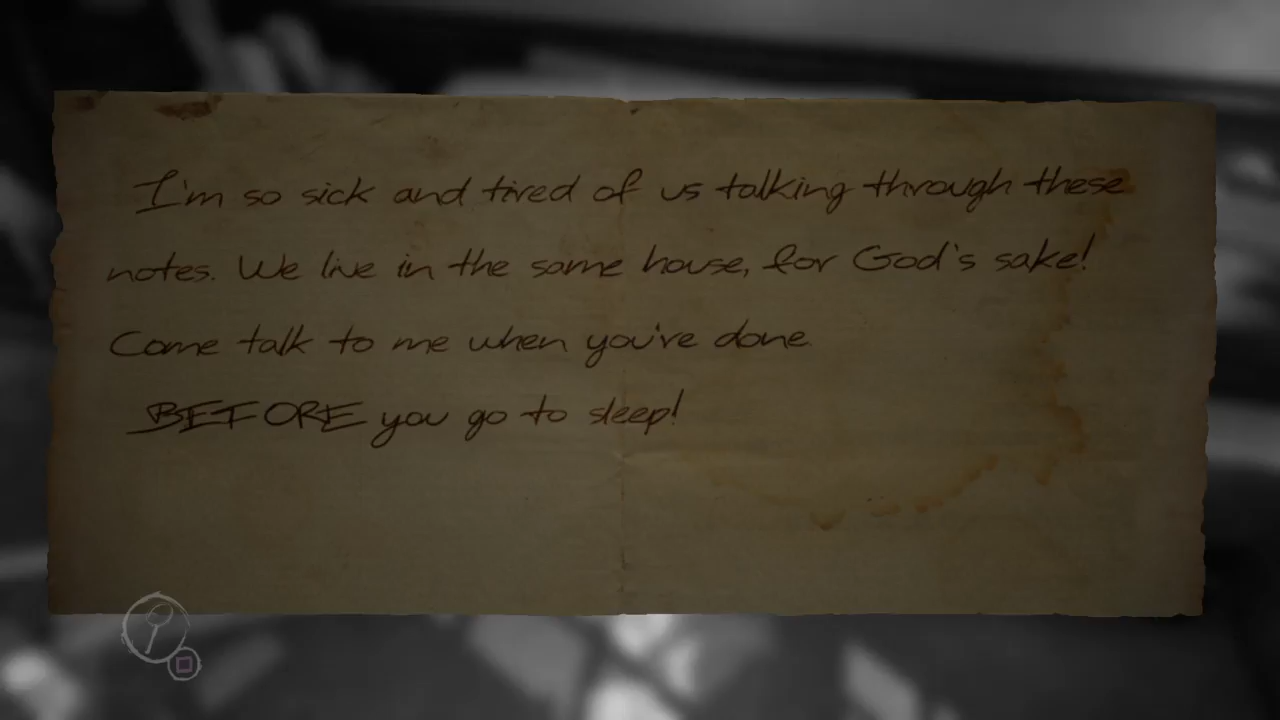 I'm so sick and tired of us talking through these
notes. We live in the same house, for God's sake!
Come talk to me when you're done.
BEFORE you go to sleep!